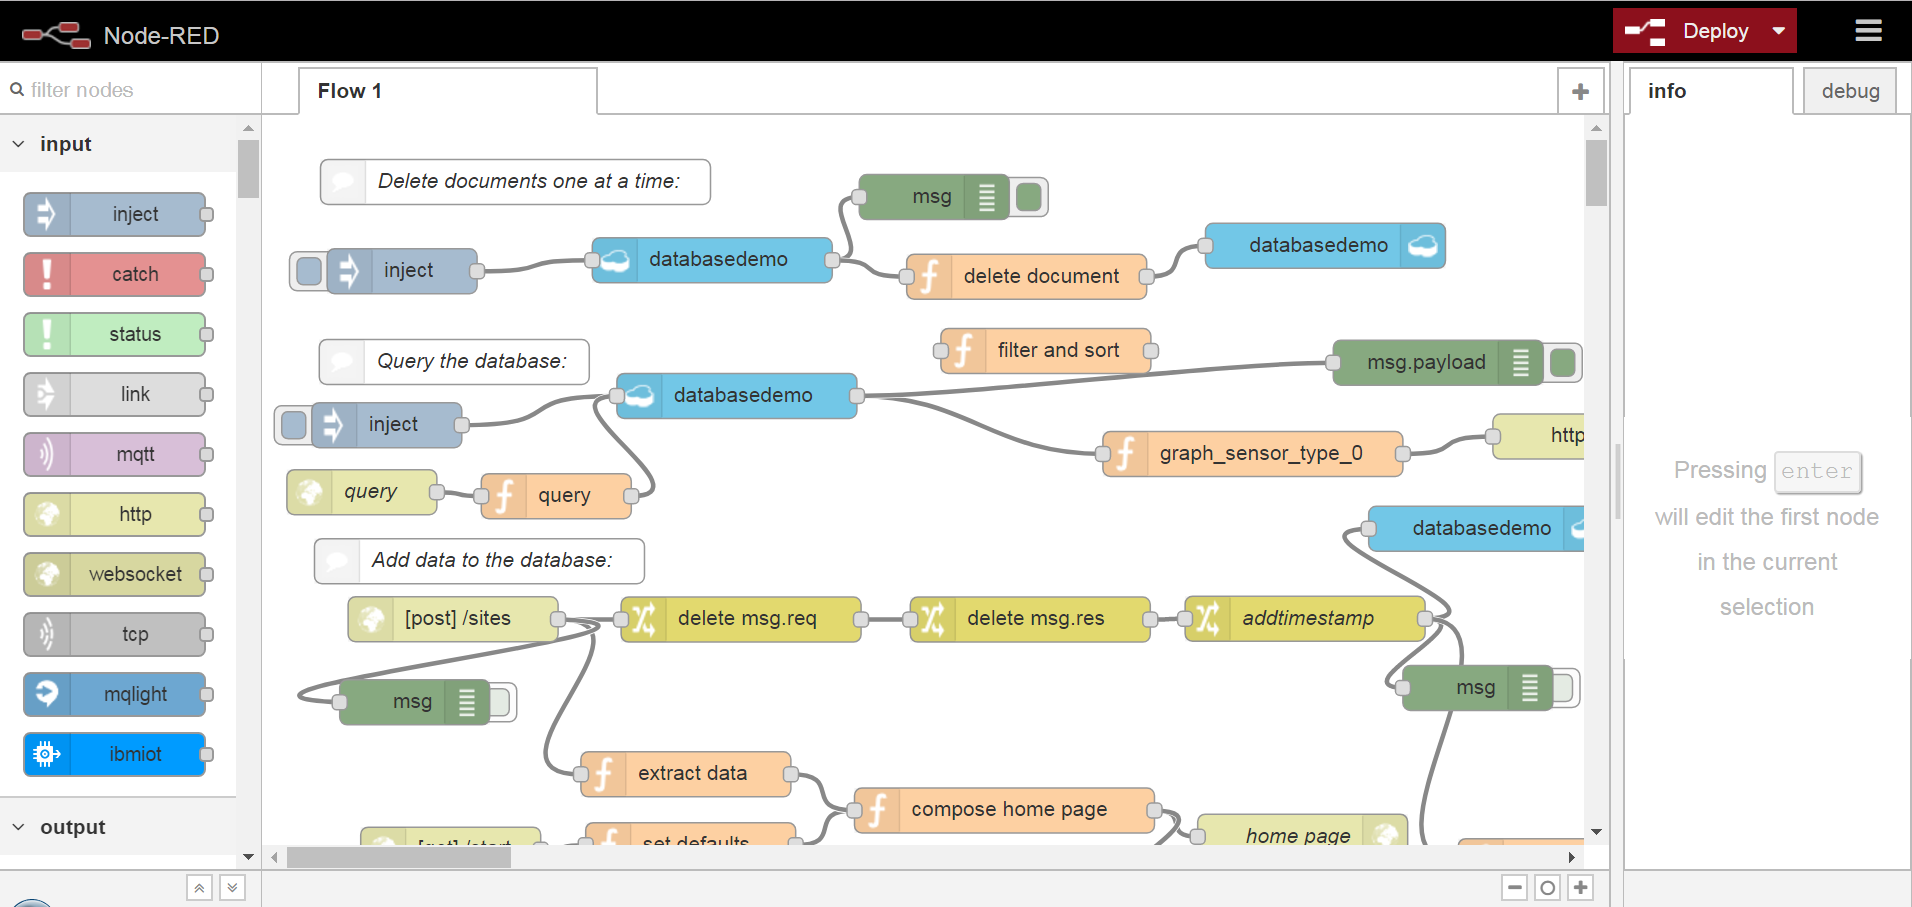 Node-RED
Deploy
filter nodes
Flow 1
info
debug
input
inject
catch
status
link
mqtt
http
websocket
tcp
mqlight
ibmiot
output
Delete documents one at a time:
msg
inject
databasedemo
delete document
databasedemo
Query the database:
filter and sort
msg.payload
databasedemo
inject
graph_sensor_type_0
http
query
query
databasedemo
Add data to the database:
[post] /sites
delete msg.req
delete msg.res
addtimestamp
msg
msg
extract data
compose home page
set defaults
[get] /start
home page
Pressing enter
will edit the first node
in the current
selection